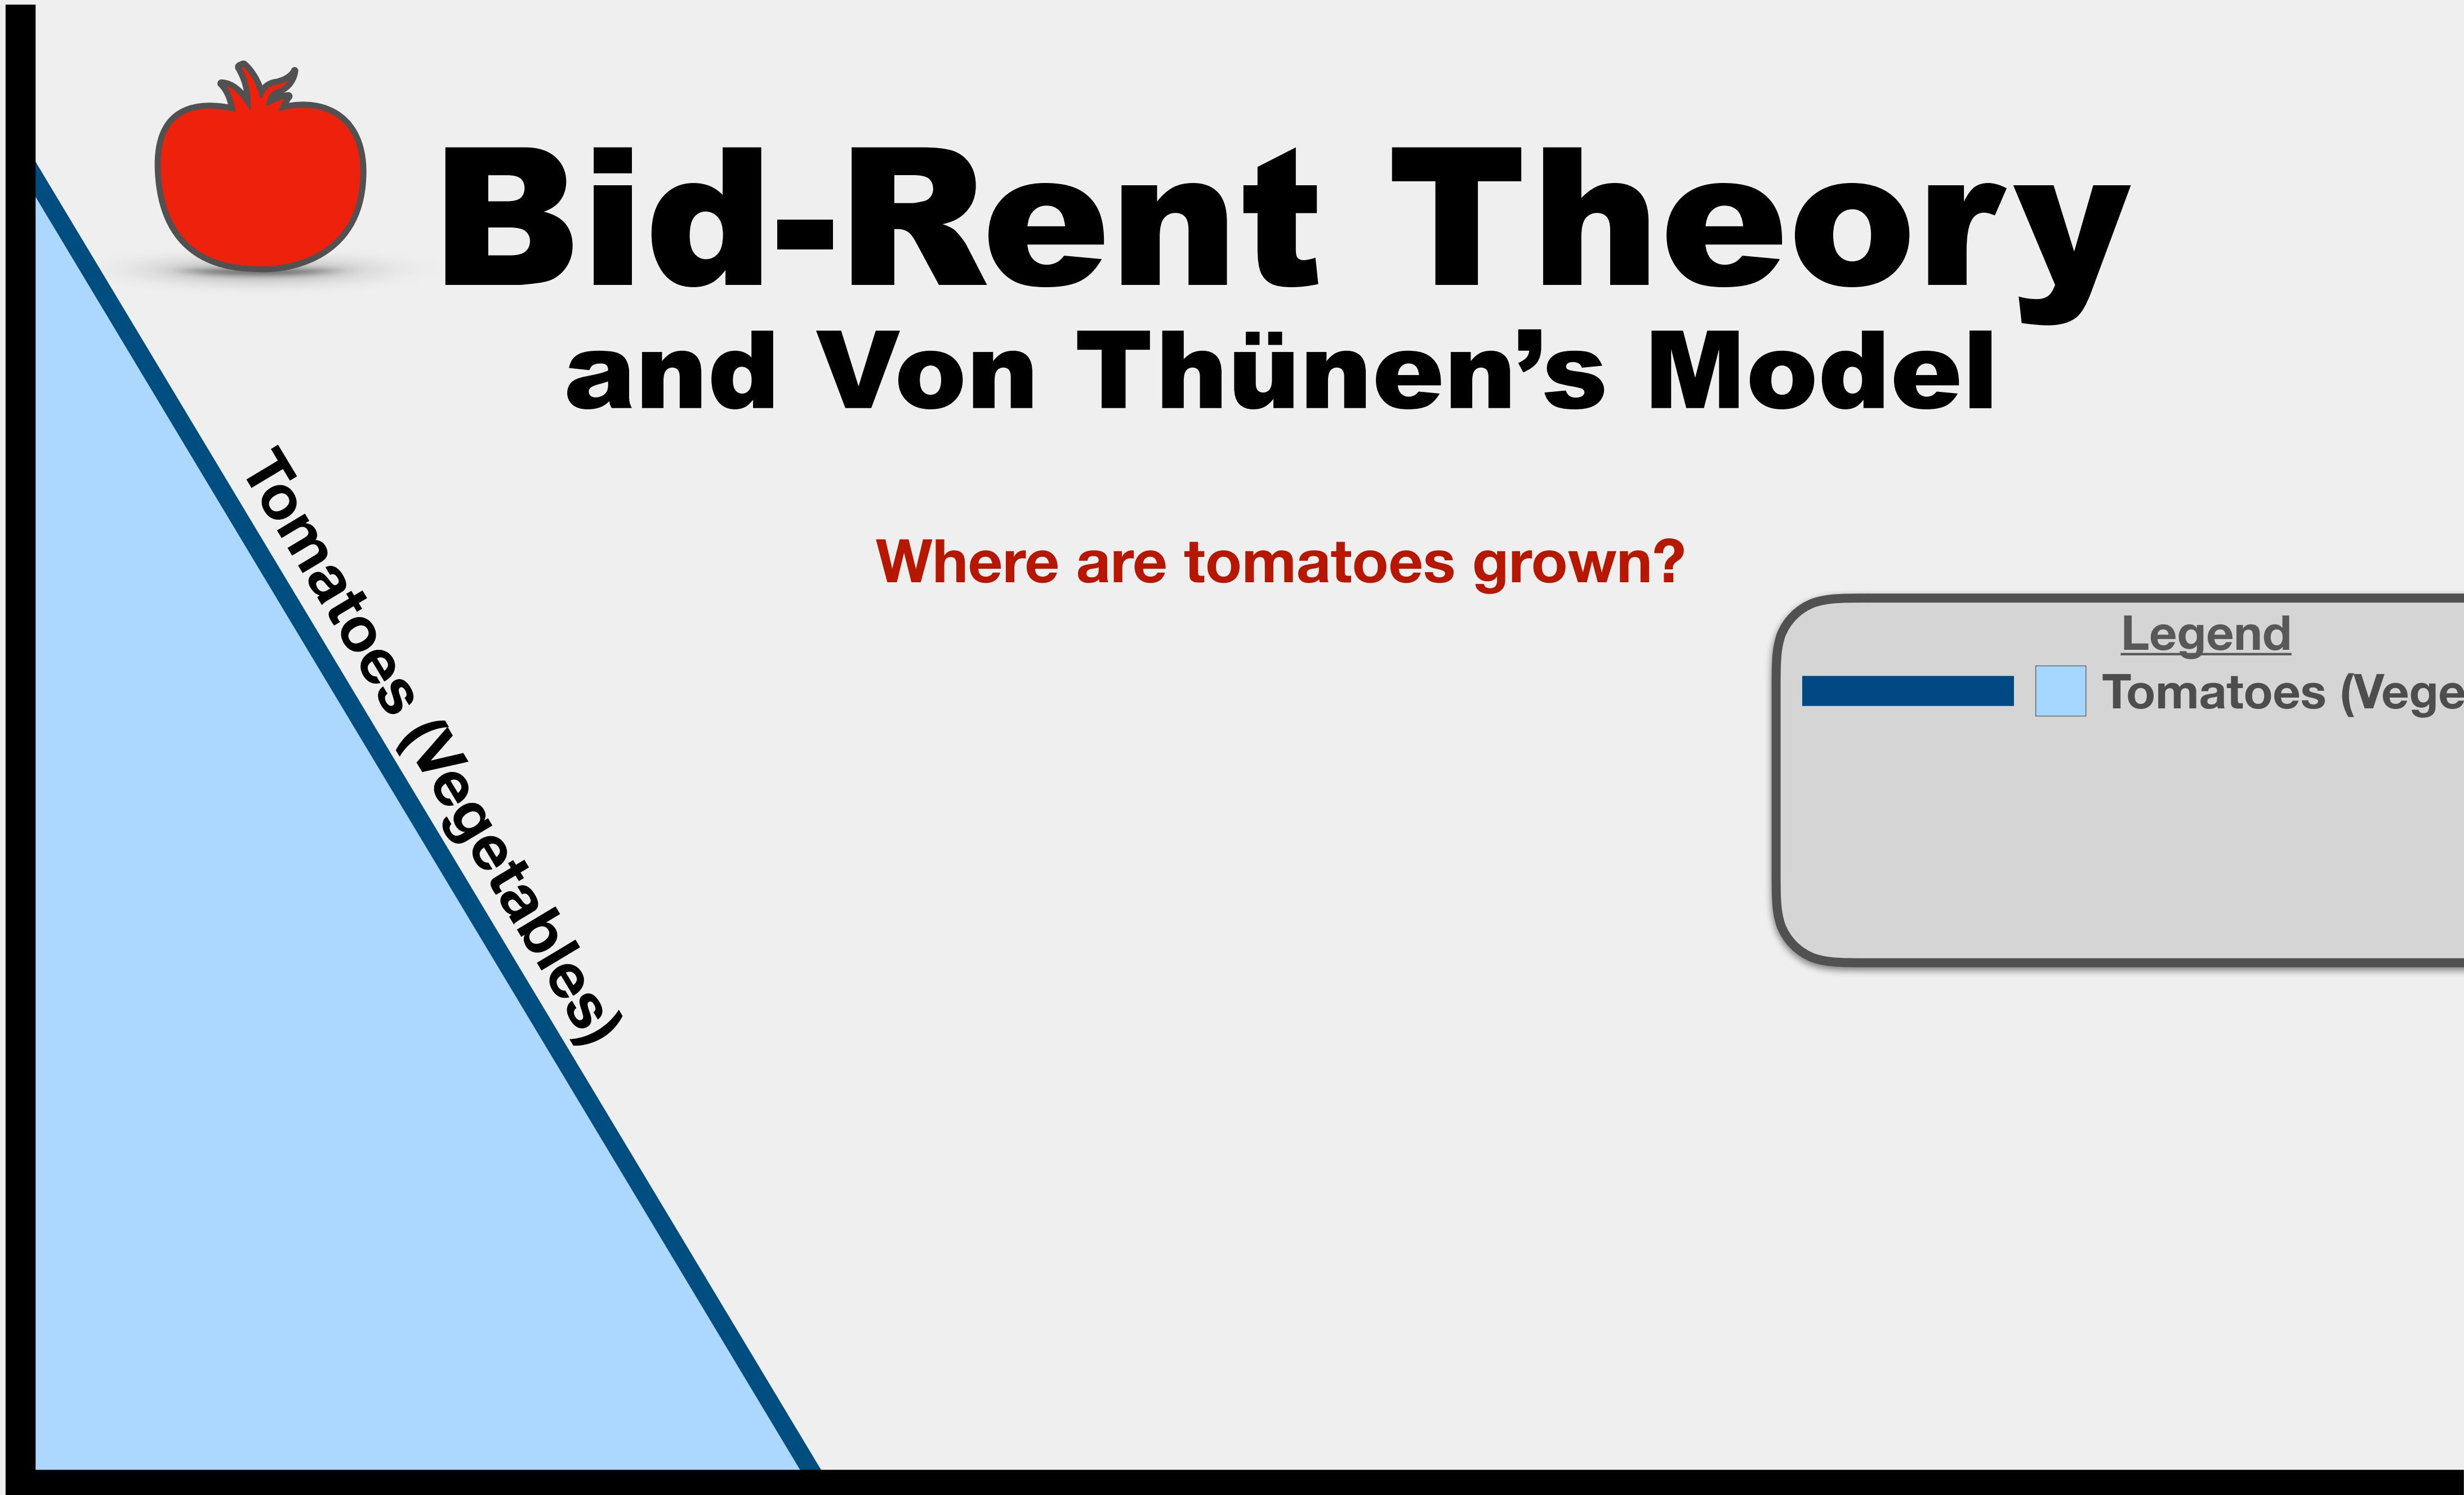 Bid-Rent Theory
and Von Thünen’s Model
Tomatoes (Vegetables)
Where are tomatoes grown?
Legend
Tomatoes (Vege